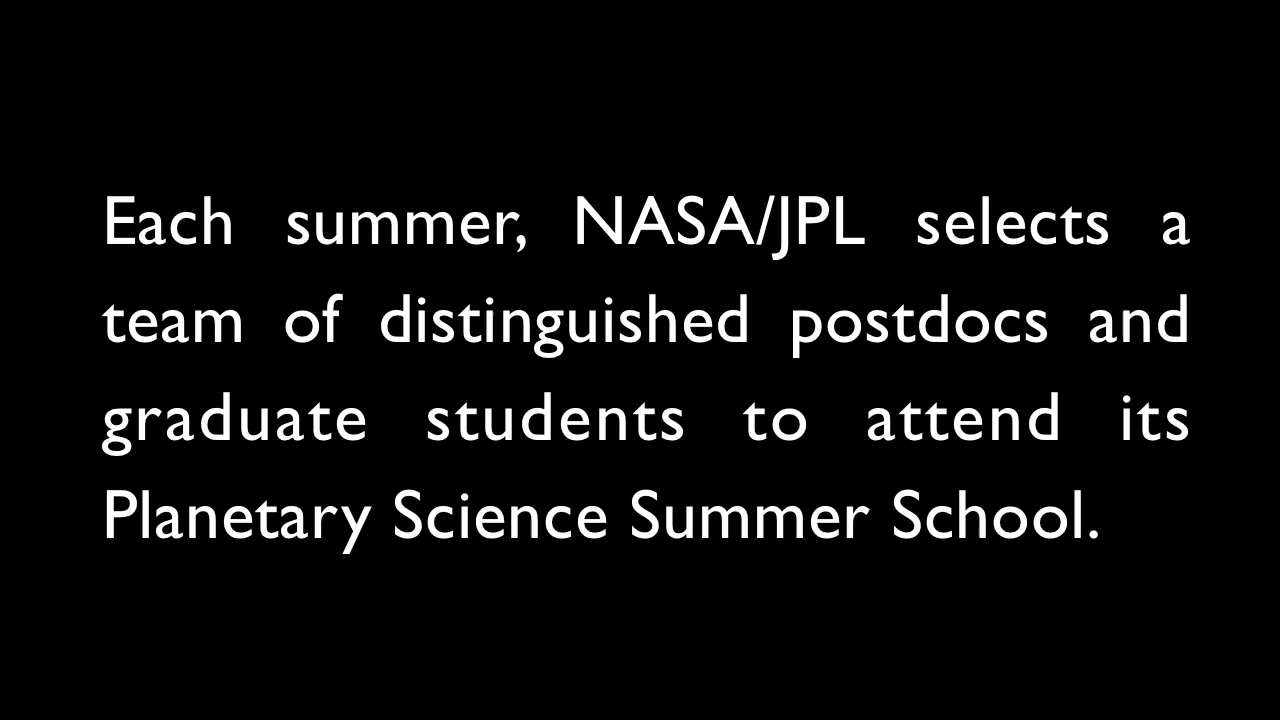 Each summer, NASA/JPL selects a
team of distinguished postdocs and
graduate students to attend its
Planetary Science Summer School.